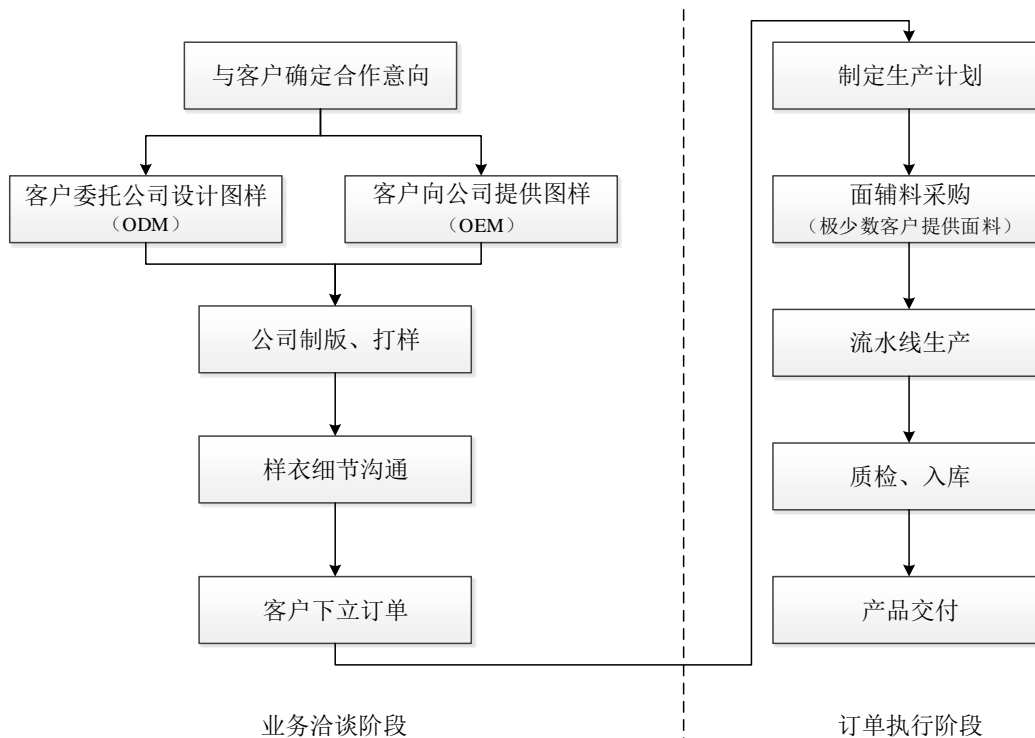 与客户确定合作意向
客户委托公司设计图样
（ODM）
客户向公司提供图样
（OEM）
公司制版、打样
样衣细节沟通
客户下立订单
业务洽谈阶段
制定生产计划
面辅料采购
（极少数客户提供面料）
流水线生产
质检、入库
产品交付
订单执行阶段